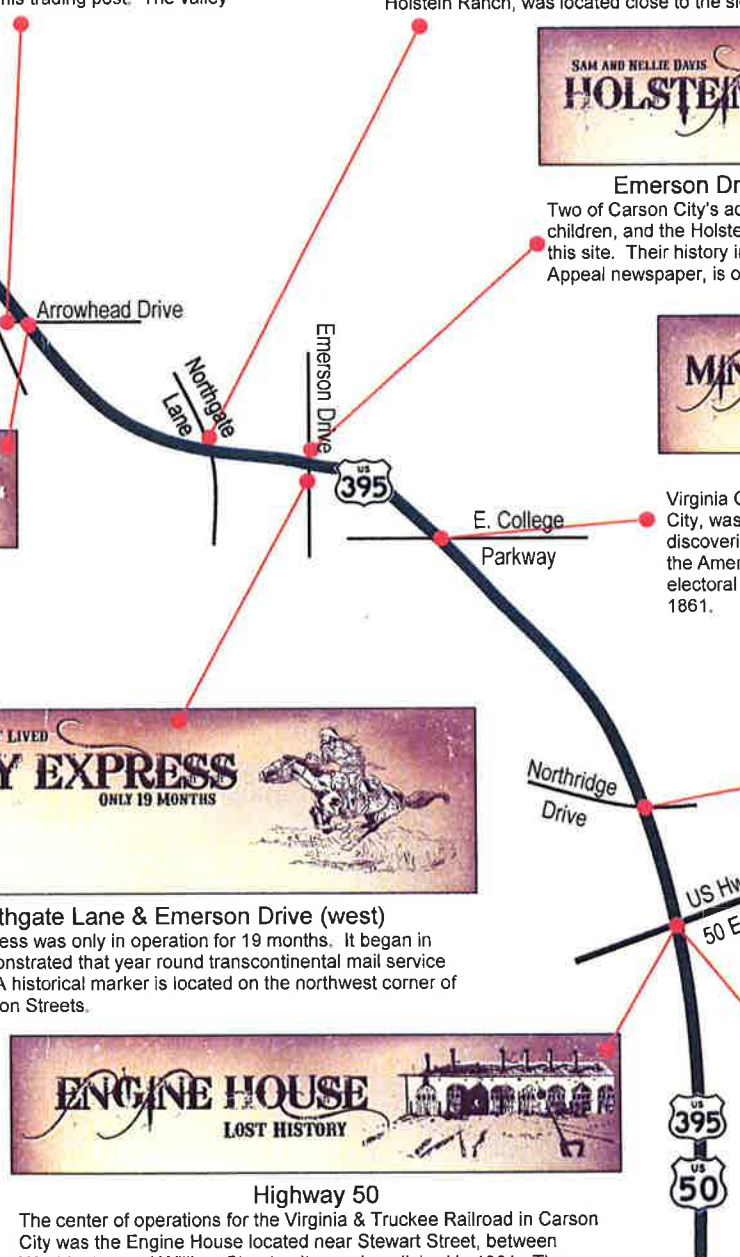 his trading post. The Valley
Holstein Ranch, was located close to the
SAM AND NELLIE DAVIS
HOLSTEIN
Emerson Dr
Two of Carson City's
children, and the Holste
this site. Their history
Appeal newspaper, is
Arrowhead Drive
Northgate
Lane
Emerson Drive
US
395
E. College
Parkway
Virginia
City, was
discoveri
the Amer
electoral
1861.
LIVED
Y EXPRESS
ONLY 19 MONTHS
Northridge
Drive
US Hw
50 E
thgate Lane & Emerson Drive (west)
ess was only in operation for 19 months. It began in
onstrated that year round transcontinental mail service
A historical marker is located on the northwest corner of
on Streets.
ENGINE HOUSE
LOST HISTORY
US
395
US
50
Highway 50
The center of operations for the Virginia & Truckee Railroad in Carson
City was the Engine House located near Stewart Street, between